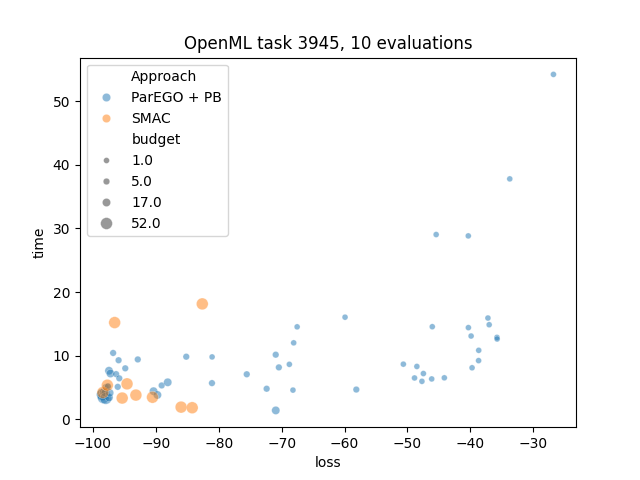 OpenML task 3945, 10 evaluations
Approach
ParEGO + PB
SMAC
budget
1.0
5.0
17.0
52.0
time
50
40
30
20
10
0
−100
−90
−80
−70
−60
−50
−40
−30
loss